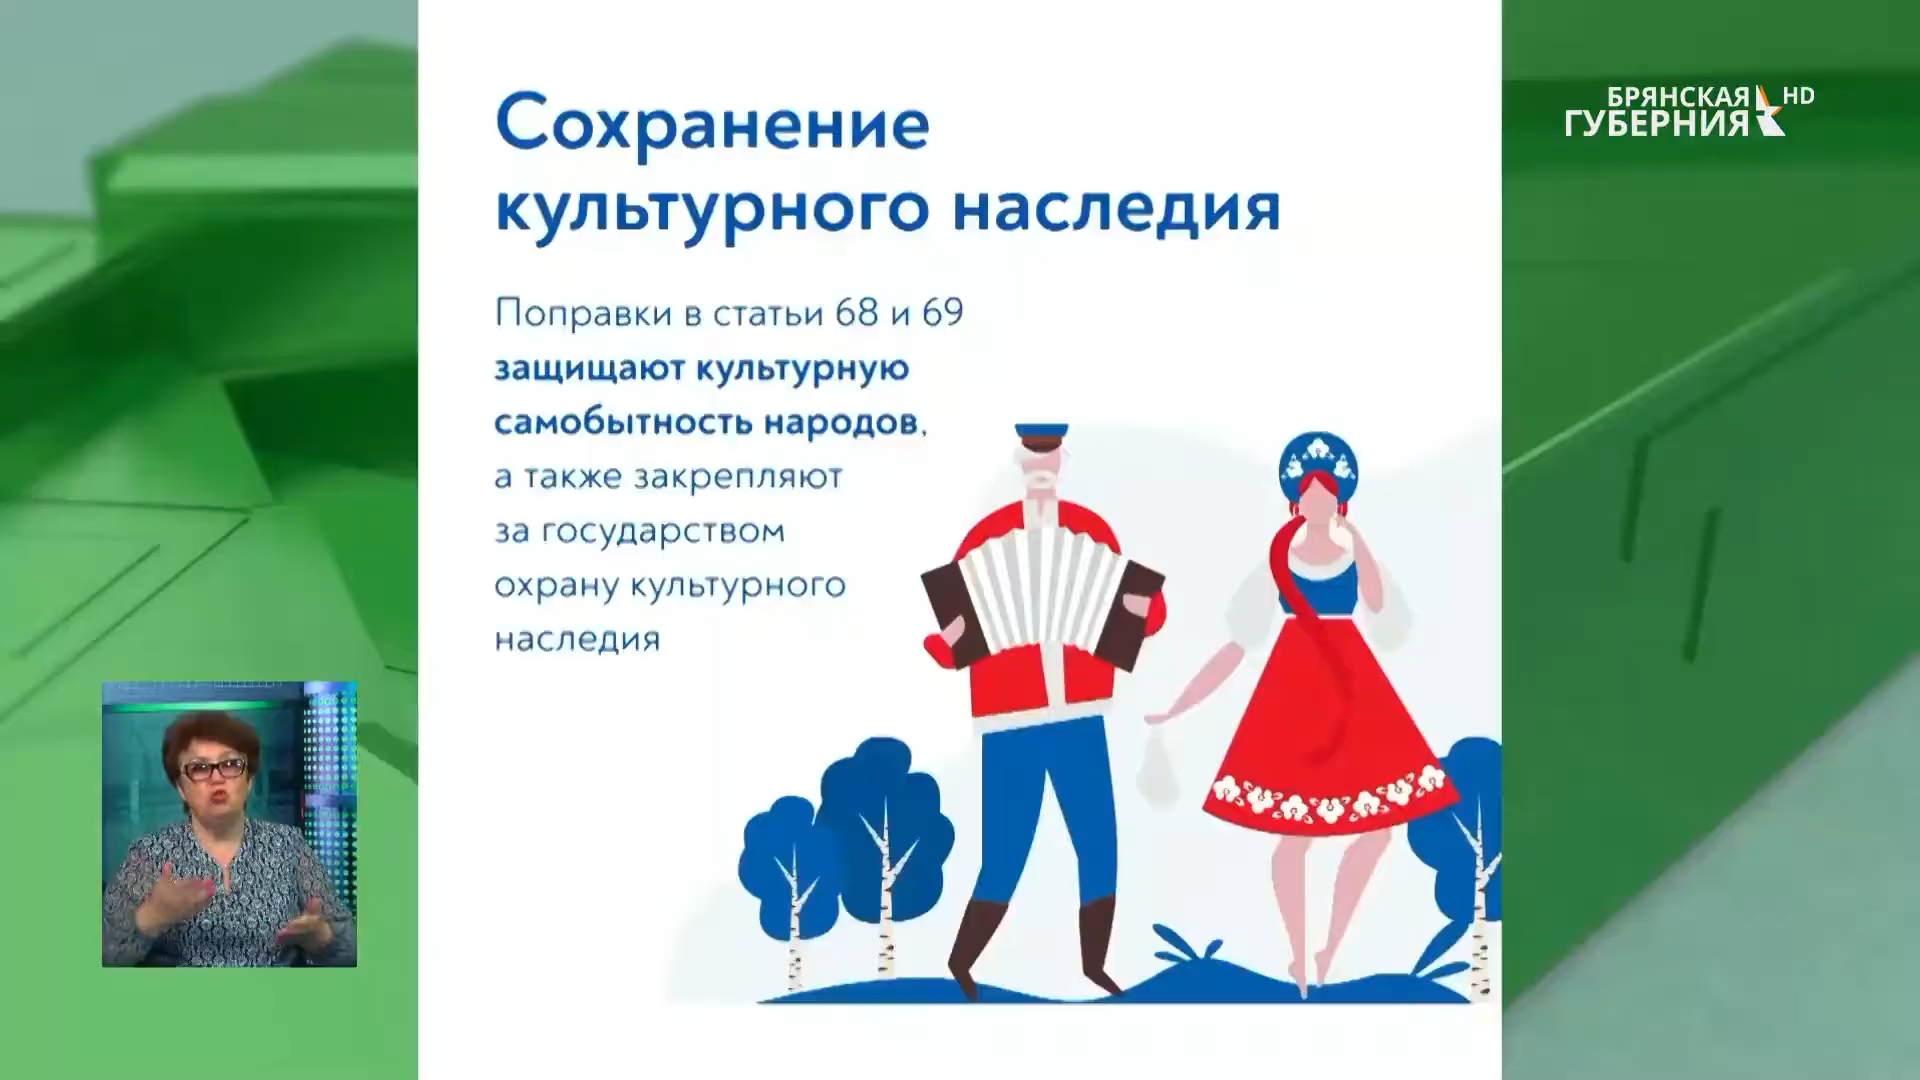 Сохранение
культурного наследия
Поправки в статьи 68 и 69
защищают культурную
самобытность народов,
а также закрепляют
за государством
охрану культурного
наследия
БРЯНСКАЯ HD
ГУБЕРНИЯ